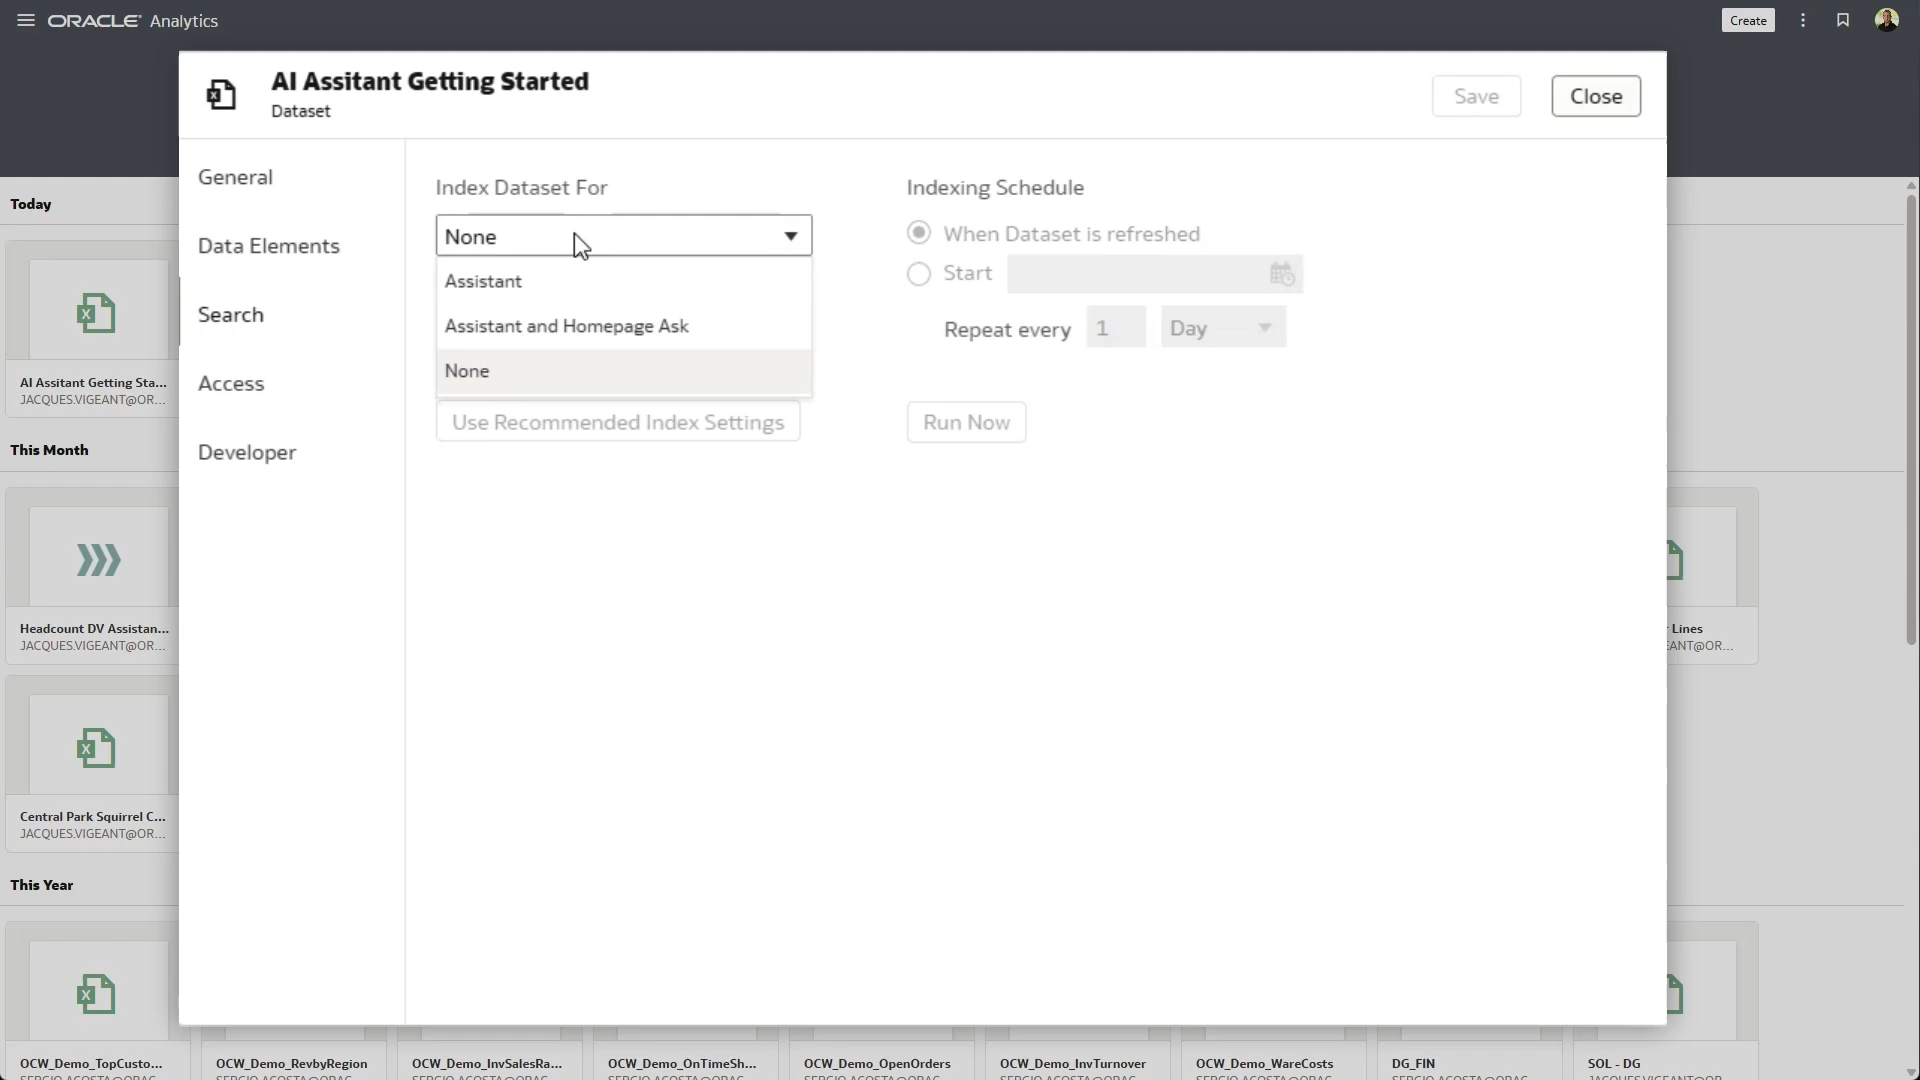 ORACLE Analytics
Create
AI Assitant Getting Started
Dataset
Save
Close
General
Data Elements
Search
Access
Developer
Index Dataset For
None
Assistant
Assistant and Homepage Ask
None
Use Recommended Index Settings
Indexing Schedule
When Dataset is refreshed
Start
Repeat every 1 Day
Run Now
Today
AI Assitant Getting Sta...
JACQUES.VIGEANT@OR...
This Month
Headcount DV Assistan...
JACQUES.VIGEANT@OR...
Lines
EANT@OR...
Central Park Squirrel C...
JACQUES.VIGEANT@OR...
This Year
OCW_Demo_TopCusto...
OCW_Demo_RevbyRegion
OCW_Demo_InvSalesRa...
OCW_Demo_OnTimeSh...
OCW_Demo_OpenOrders
OCW_Demo_InvTurnover
OCW_Demo_WareCosts
DG_FIN
SOL - DG